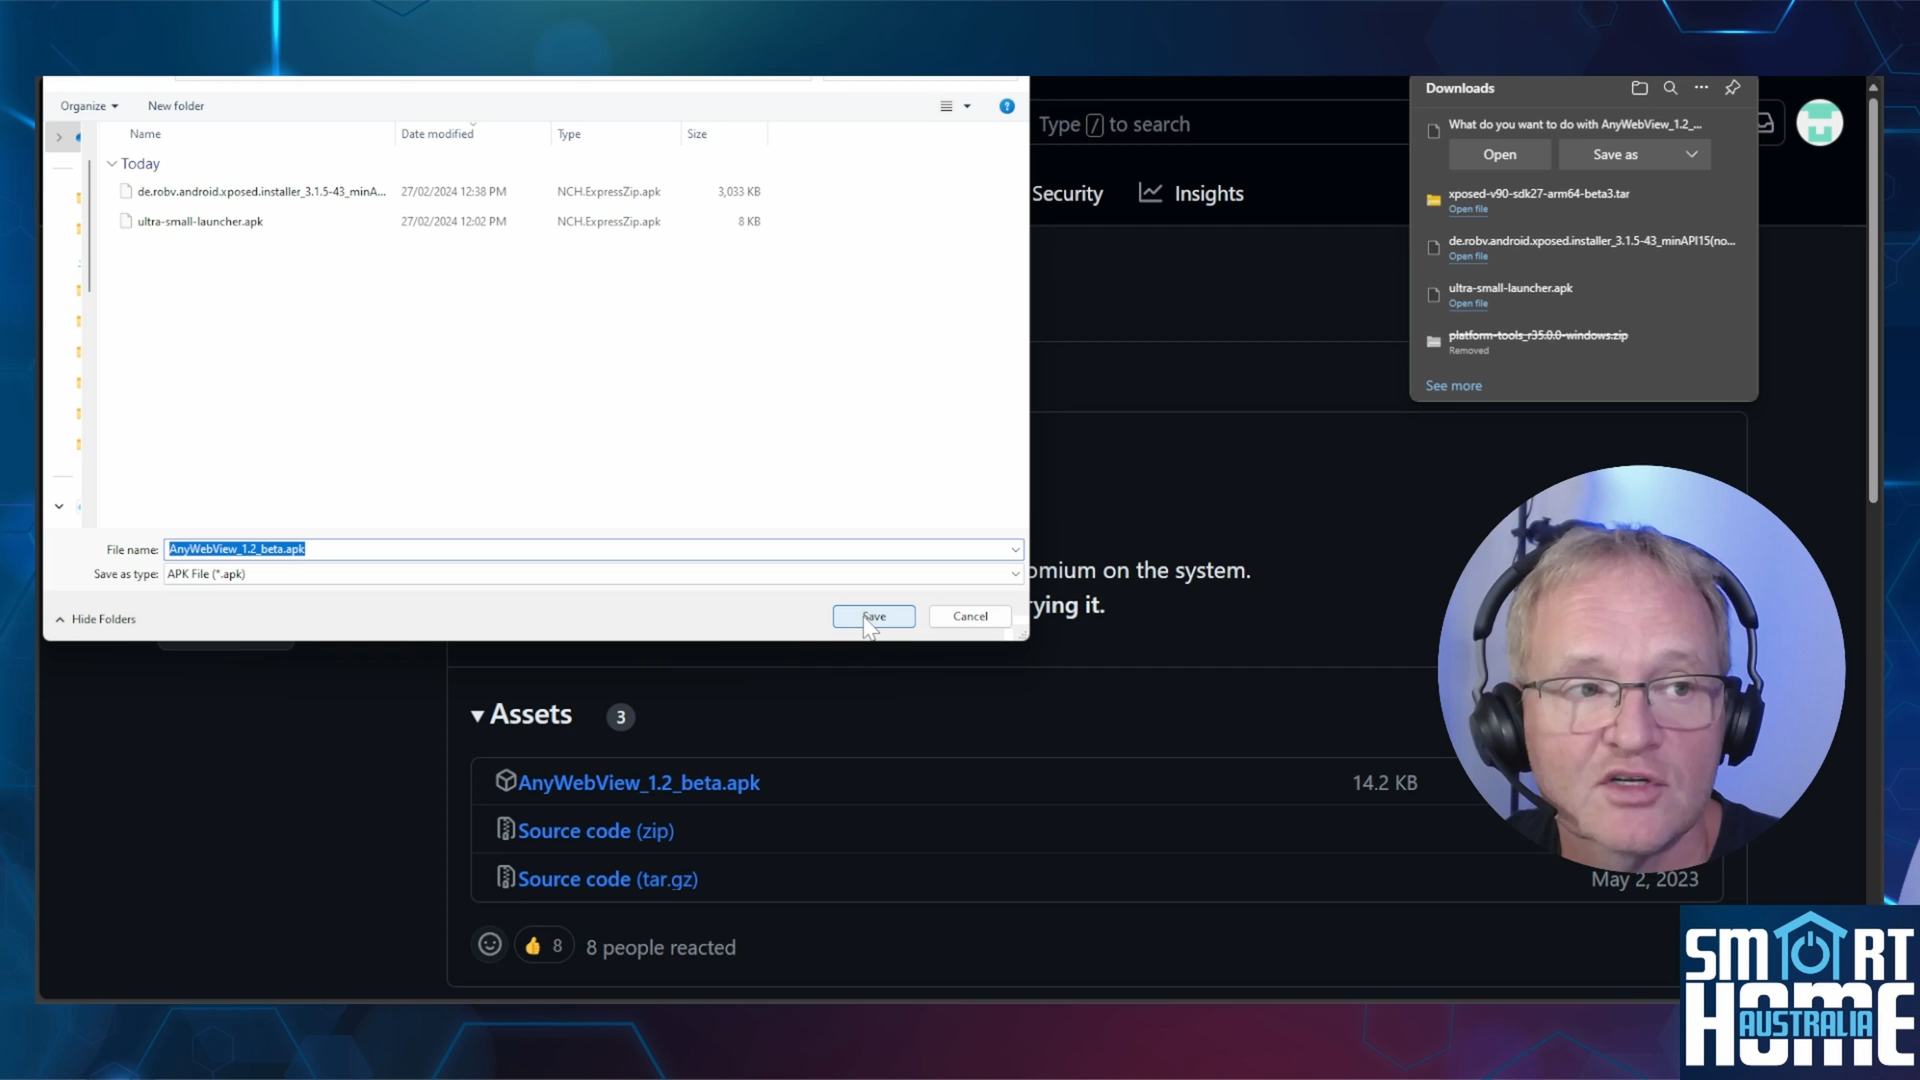 Organize
New folder
Name
Date modified
Type
Size
Today
de.robv.android.xposed.installer_3.1.5-43_minA...
27/02/2024 12:38 PM
NCH.ExpressZip.apk
3,033 KB
ultra-small-launcher.apk
27/02/2024 12:02 PM
NCH.ExpressZip.apk
8 KB
File name:
AnyWebView_1.2_beta.apk
Save as type:
APK File (*.apk)
Hide Folders
Save
Cancel
Type / to search
Security
Insights
Downloads
What do you want to do with AnyWebView_1.2_...
Open
Save as
xposed-v90-sdk27-arm64-beta3.tar
Open file
de.robv.android.xposed.installer_3.1.5-43_minAPI15(no...
Open file
ultra-small-launcher.apk
Open file
platform-tools_r35.0.0-windows.zip
Removed
See more
omium on the system.
rying it.
Assets
3
AnyWebView_1.2_beta.apk
14.2 KB
Source code (zip)
Source code (tar.gz)
May 2, 2023
8
8 people reacted
SMART
HOME
AUSTRALIA